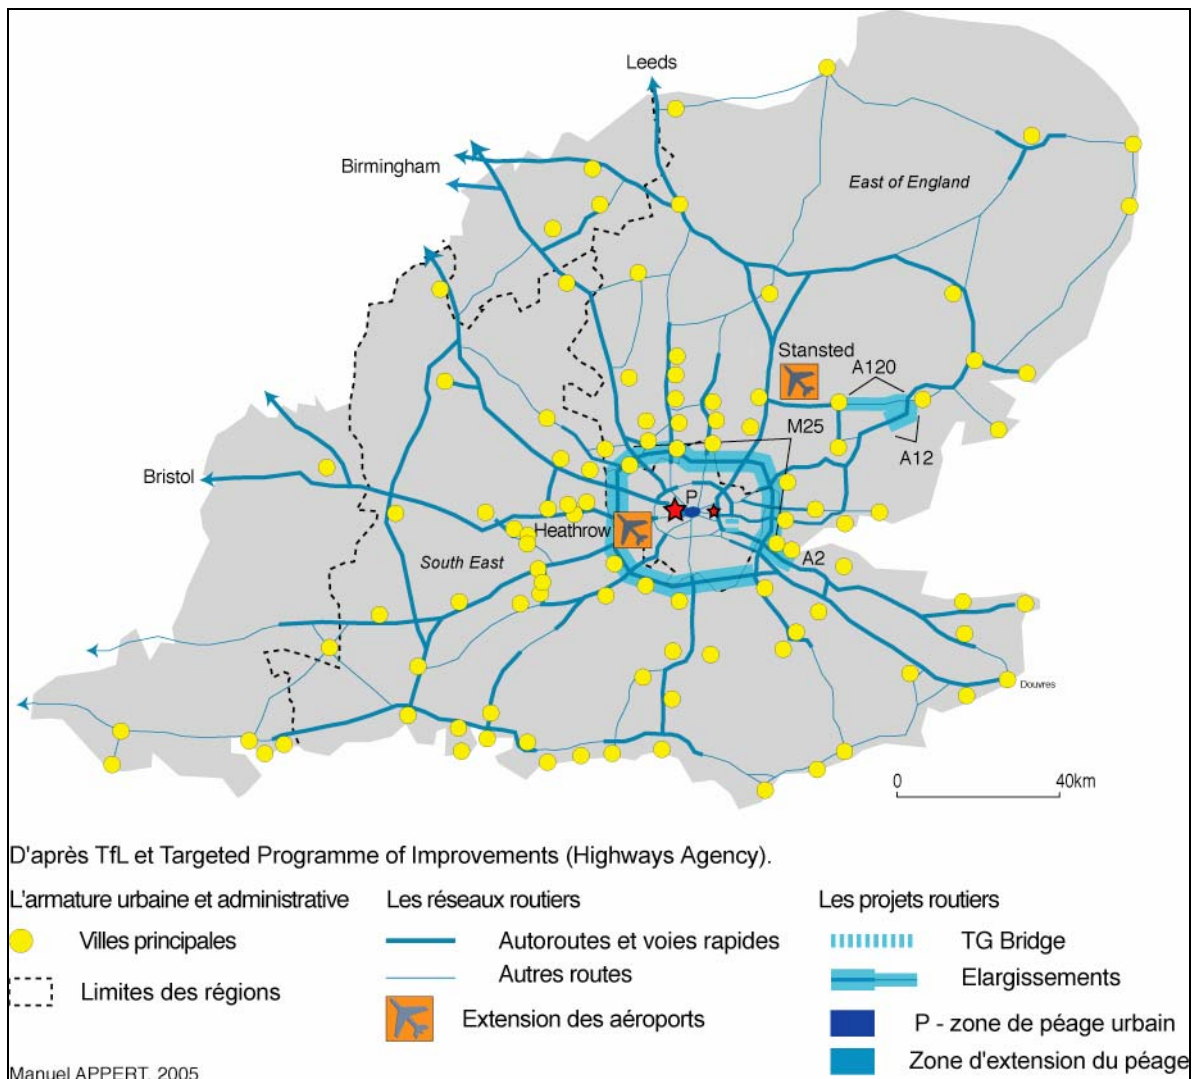 Leeds
Birmingham
East of England
Stansted
A120
M25
A12
Bristol
P
Heathrow
South East
A2
Douvres
0 40km
D'après TfL et Targeted Programme of Improvements (Highways Agency).
L'armature urbaine et administrative
Villes principales
Limites des régions
Les réseaux routiers
Autoroutes et voies rapides
Autres routes
Extension des aéroports
Les projets routiers
TG Bridge
Elargissements
P - zone de péage urbain
Zone d'extension du péage
Manuel APPERT, 2005